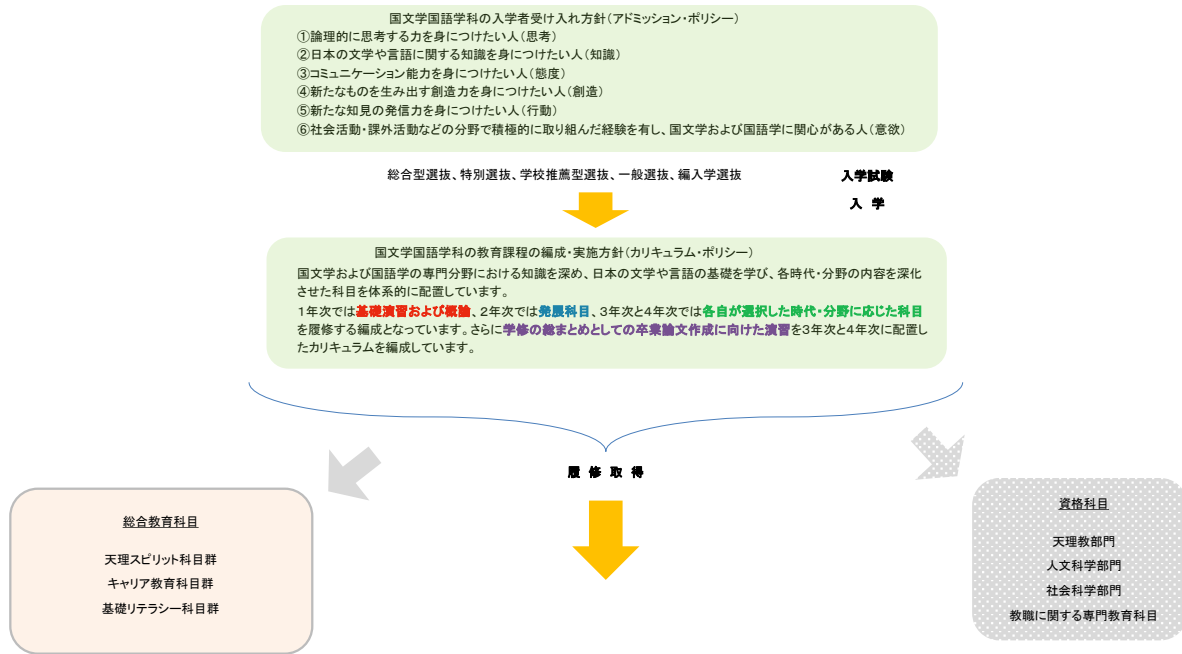 国文学国語学科の入学者受け入れ方針(アドミッション・ポリシー)
①論理的に思考する力を身につけたい人(思考)
②日本の文学や言語に関する知識を身につけたい人(知識)
③コミュニケーション能力を身につけたい人(態度)
④新たなものを生み出す創造力を身につけたい人(創造)
⑤新たな知見の発信力を身につけたい人(行動)
⑥社会活動・課外活動などの分野で積極的に取り組んだ経験を有し、国文学および国語学に関心がある人(意欲)
総合型選抜、特別選抜、学校推薦型選抜、一般選抜、編入学選抜
入学試験
入 学
国文学国語学科の教育課程の編成・実施方針(カリキュラム・ポリシー)
国文学および国語学の専門分野における知識を深め、日本の文学や言語の基礎を学び、各時代・分野の内容を深化
させた科目を体系的に配置しています。
1年次では基礎演習および概論、2年次では発展科目、3年次と4年次では各自が選択した時代・分野に応じた科目
を履修する編成となっています。さらに学修の総まとめとしての卒業論文作成に向けた演習を3年次と4年次に配置し
たカリキュラムを編成しています。
履 修 取 得
総合教育科目
天理スピリット科目群
キャリア教育科目群
基礎リテラシー科目群
資格科目
天理教部門
人文科学部門
社会科学部門
教職に関する専門教育科目